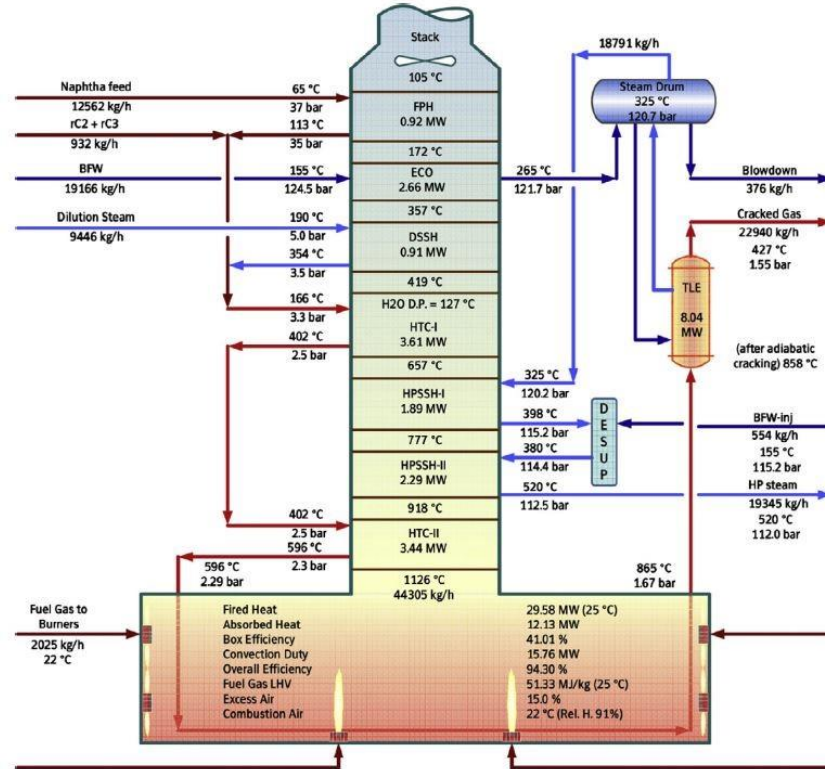 Stack
18791 kg/h
105 °C
Naphtha feed
65 °C
12562 kg/h
37 bar
FPH
0.92 MW
Steam Drum
325 °C
120.7 bar
rC2 + rC3
113 °C
932 kg/h
35 bar
172 °C
BFW
155 °C
19166 kg/h
124.5 bar
ECO
2.66 MW
265 °C
121.7 bar
Blowdown
376 kg/h
357 °C
Dilution Steam
190 °C
9446 kg/h
5.0 bar
DSSH
0.91 MW
Cracked Gas
22940 kg/h
427 °C
1.55 bar
354 °C
3.5 bar
419 °C
TLE
8.04
MW
H2O D.P. = 127 °C
166 °C
3.3 bar
HTC-I
3.61 MW
402 °C
2.5 bar
(after adiabatic
cracking) 858 °C
657 °C
325 °C
120.2 bar
HPSSH-I
1.89 MW
398 °C
115.2 bar
D
E
S
U
P
BFW-inj
554 kg/h
155 °C
115.2 bar
777 °C
380 °C
114.4 bar
HPSSH-II
2.29 MW
520 °C
112.5 bar
HP steam
19345 kg/h
520 °C
112.0 bar
918 °C
402 °C
2.5 bar
HTC-II
3.44 MW
596 °C
2.3 bar
596 °C
2.29 bar
1126 °C
44305 kg/h
865 °C
1.67 bar
Fuel Gas to
Burners
2025 kg/h
22 °C
Fired Heat 29.58 MW (25 °C)
Absorbed Heat 12.13 MW
Box Efficiency 41.01 %
Convection Duty 15.76 MW
Overall Efficiency 94.30 %
Fuel Gas LHV 51.33 MJ/kg (25 °C)
Excess Air 15.0 %
Combustion Air 22 °C (Rel. H. 91%)